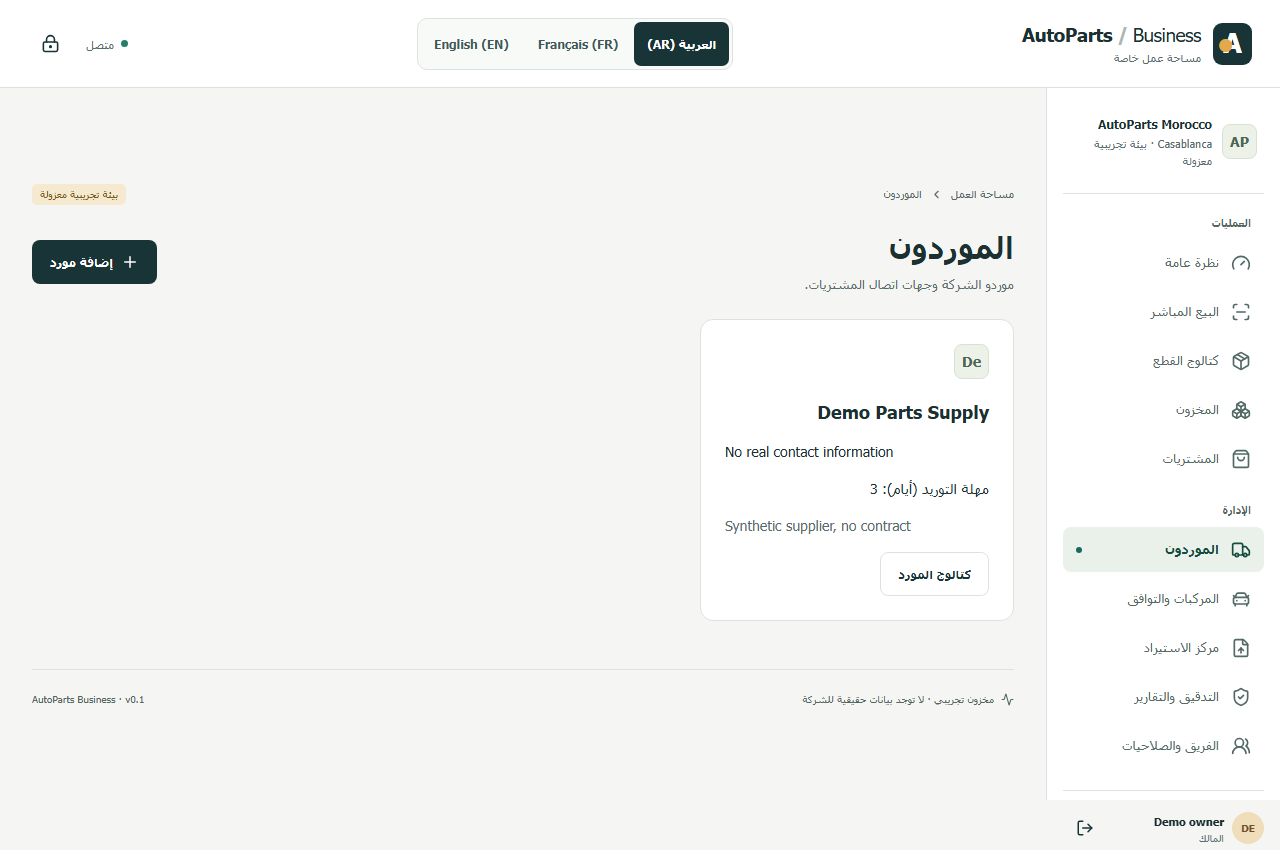 AutoParts / Business
مساحة عمل خاصة
العربية (AR)
Français (FR)
English (EN)
متصل
AP
AutoParts Morocco
Casablanca · بيئة تجريبية
معزولة
العمليات
نظرة عامة
البيع المباشر
كتالوج القطع
المخزون
المشتريات
الإدارة
الموردون
المركبات والتوافق
مركز الاستيراد
التدقيق والتقارير
الفريق والصلاحيات
DE
Demo owner
المالك
مساحة العمل
الموردون
بيئة تجريبية معزولة
الموردون
موردو الشركة وجهات اتصال المشتريات.
إضافة مورد
De
Demo Parts Supply
No real contact information
مهلة التوريد (أيام): 3
Synthetic supplier, no contract
كتالوج المورد
مخزون تجريبي · لا توجد بيانات حقيقية للشركة
AutoParts Business · v0.1